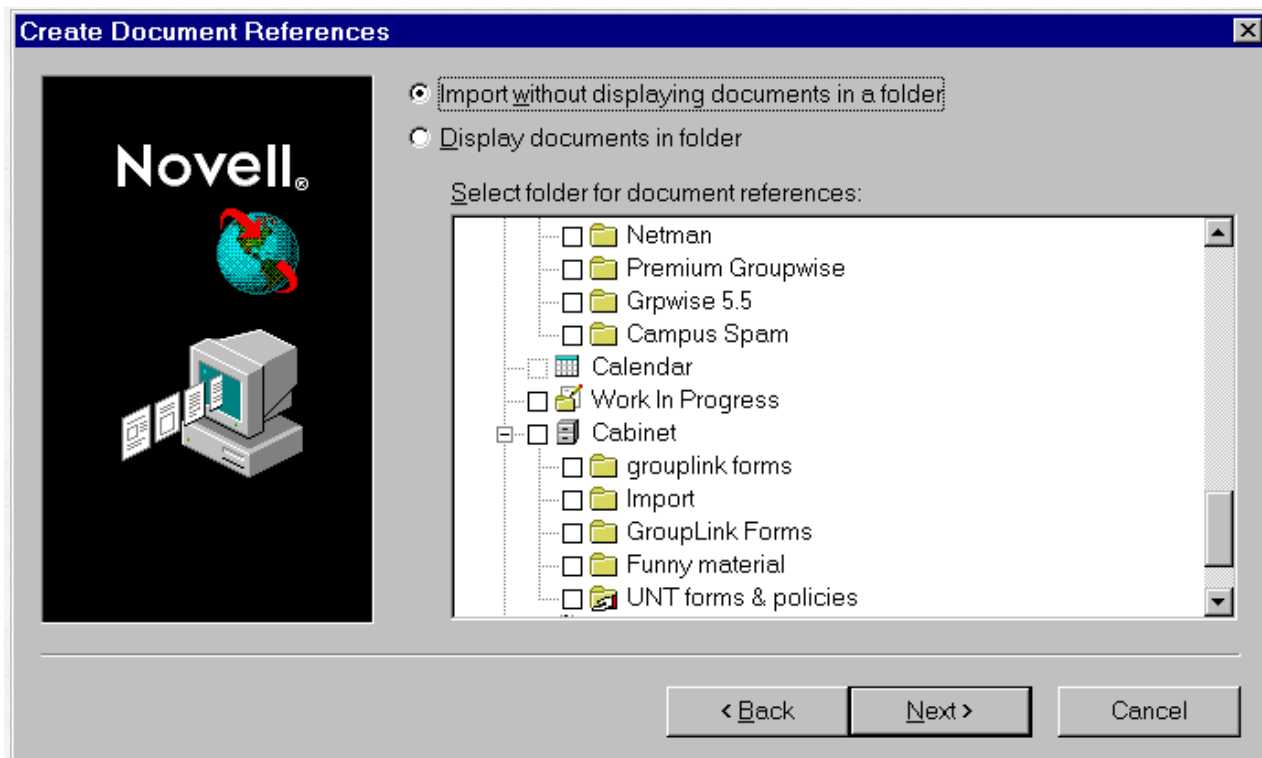 Create Document References
Novell®
Import without displaying documents in a folder
Display documents in folder
Select folder for document references:
Netman
Premium Groupwise
Grpwise 5.5
Campus Spam
Calendar
Work In Progress
Cabinet
grouplink forms
Import
GroupLink Forms
Funny material
UNT forms & policies
< Back
Next >
Cancel